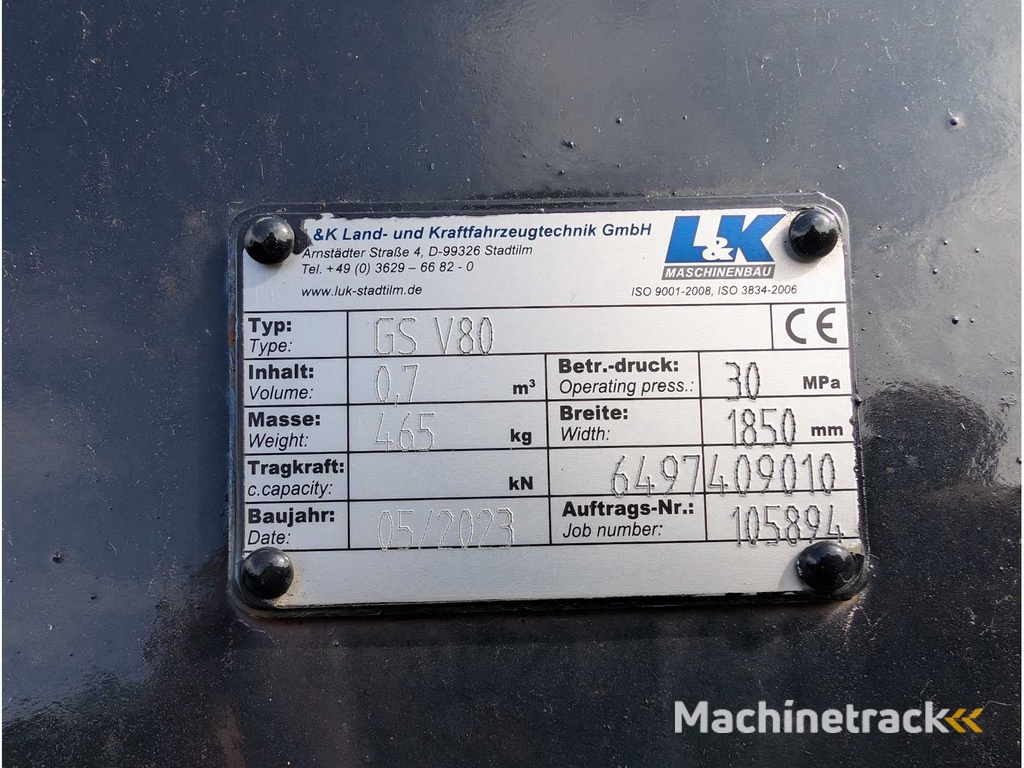 L&K Land- und Kraftfahrzeugtechnik GmbH
Arnstädter Straße 4, D-99326 Stadtilm
Tel. +49 (0) 3629 – 66 82 - 0
www.luk-stadtilm.de
L&K
MASCHINENBAU
ISO 9001-2008, ISO 3834-2006
Typ: GS V80
Type:
CE
Inhalt: 0,7 m³
Volume:
Betr.-druck: 30 MPa
Operating press.:
Masse: 465 kg
Weight:
Breite: 1850 mm
Width:
Tragkraft: kN
c.capacity:
6497409010
Baujahr: 05/2023
Date:
Auftrags-Nr.: 105894
Job number:
Machinetrack